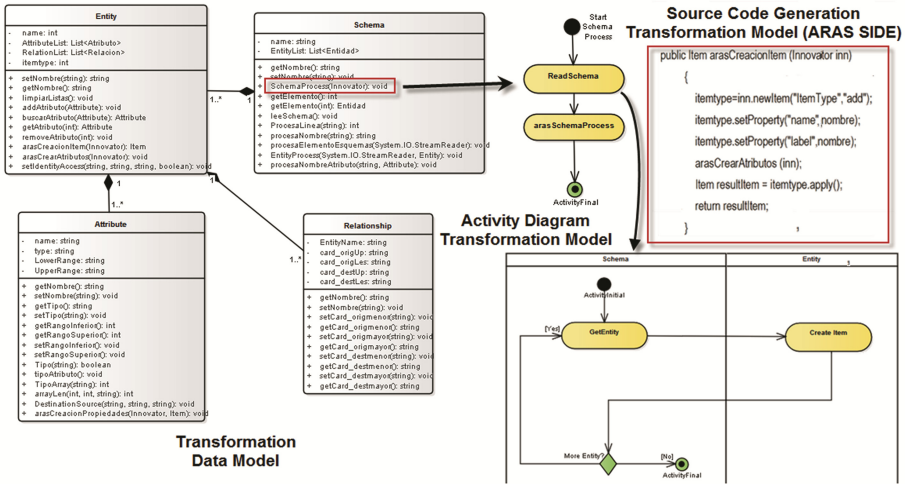 Entity
- name: int
- AttributeList: List<Atributo>
- RelationList: List<Relacion>
- itemtype: int
+ setNombre(string): void
+ getNombre(): string
+ limpiarListas(): void
+ addAtributo(Attribute): void
+ buscarAtributo(Attribute): Attribute
+ getAtributo(int): Attribute
+ removeAtributo(int): void
+ arasCreacionItem(Innovator): Item
+ arasCrearAtributos(Innovator): void
+ setIdentityAccess(string, string, string, boolean): void
1..*
1
Schema
- name: string
- EntityList: List<Entidad>
+ getNombre(): string
+ setNombre(string): void
+ SchemaProcess(Innovator): void
+ getElemento(): int
+ getElemento(int): Entidad
+ leeSchema(): void
+ ProcesaLinea(string): int
+ procesaNombre(string): string
+ procesaElementoEsquemas(System.IO.StreamReader): void
+ EntityProcess(System.IO.StreamReader, Entity): void
+ procesaNombreAtributo(string, Attribute): void
Start
Schema
Process
ReadSchema
arasSchemaProcess
ActivityFinal
Activity Diagram
Transformation Model
Source Code Generation
Transformation Model (ARAS SIDE)
public Item arasCreacionItem (Innovator inn)
{
itemtype=inn.newItem("ItemType","add");
itemtype.setProperty("name",nombre);
itemtype.setProperty("label",nombre);
arasCrearAtributos (inn);
Item resultItem = itemtype.apply();
return resultItem;
}
1
1..*
1
1..*
Attribute
- name: string
- type: string
- LowerRange: string
- UpperRange: string
+ getNombre(): string
+ setNombre(string): void
+ getTipo(): string
+ setTipo(string): void
+ getRangoInferior(): int
+ getRangoSuperior(): int
+ setRangoInferior(): void
+ setRangoSuperior(): void
+ Tipo(string): boolean
+ tipoAtributo(): void
+ TipoArray(string): int
+ arrayLen(int, int, string): int
+ DestinationSource(string, string, string): void
+ arasCreacionPropiedades(Innovator, Item): void
Relationship
- EntityName: string
- card_origUp: string
- card_origLes: string
- card_destUp: string
- card_destLes: string
+ getNombre(): string
+ setNombre(string): void
+ setCard_origmenor(string): void
+ getCard_origmenor(): string
+ setCard_origmayor(string): void
+ getCard_origmayor(): string
+ setCard_destmenor(string): void
+ getCard_destmenor(): string
+ setCard_destmayor(string): void
+ getCard_destmayor(): string
Transformation
Data Model
Schema
Entity
1
ActivityInitial
[Yes]
GetEntity
Create Item
More Entity?
[No]
ActivityFinal